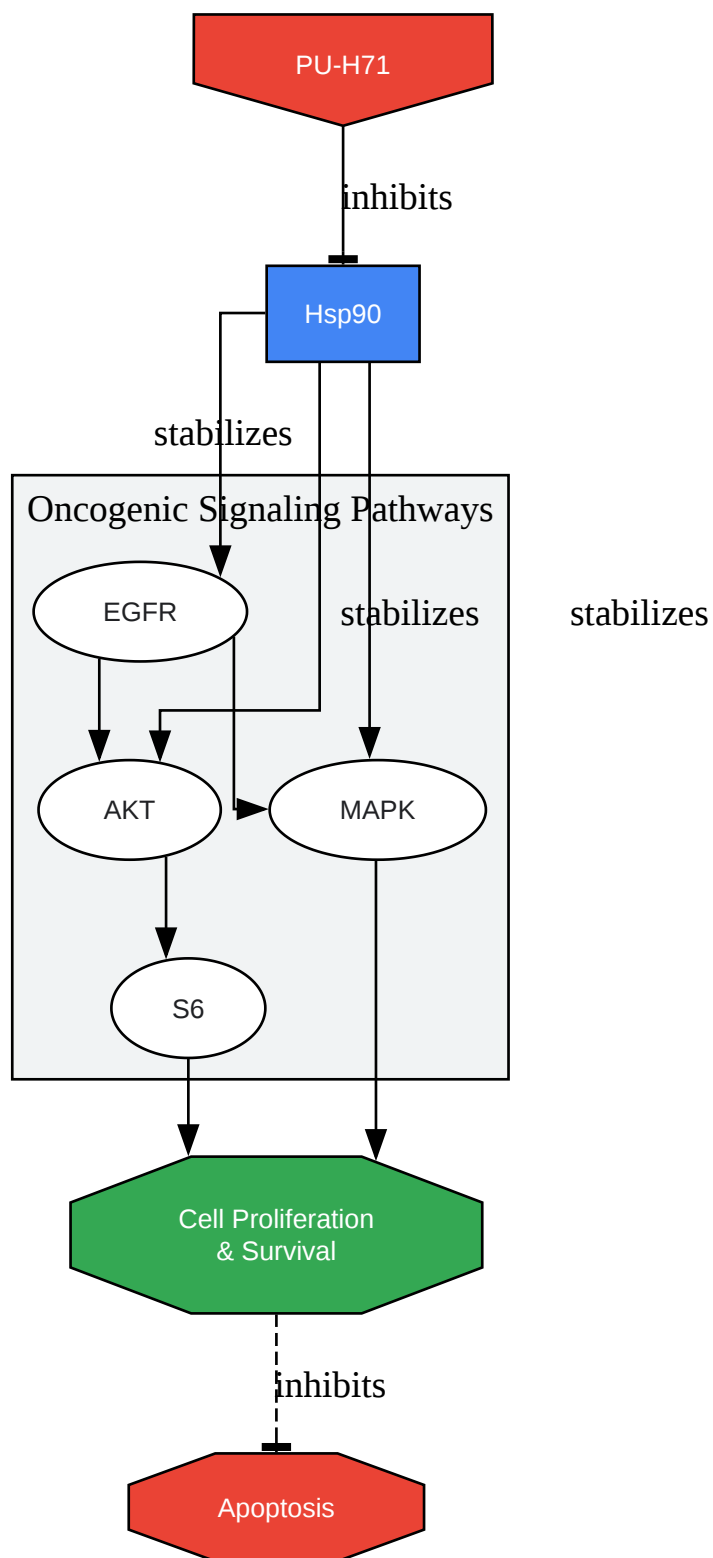 PU-H71
inhibits
Hsp90
stabilizes
Oncogenic Signaling Pathways
EGFR
stabilizes
stabilizes
AKT
MAPK
S6
Cell Proliferation
& Survival
inhibits
Apoptosis